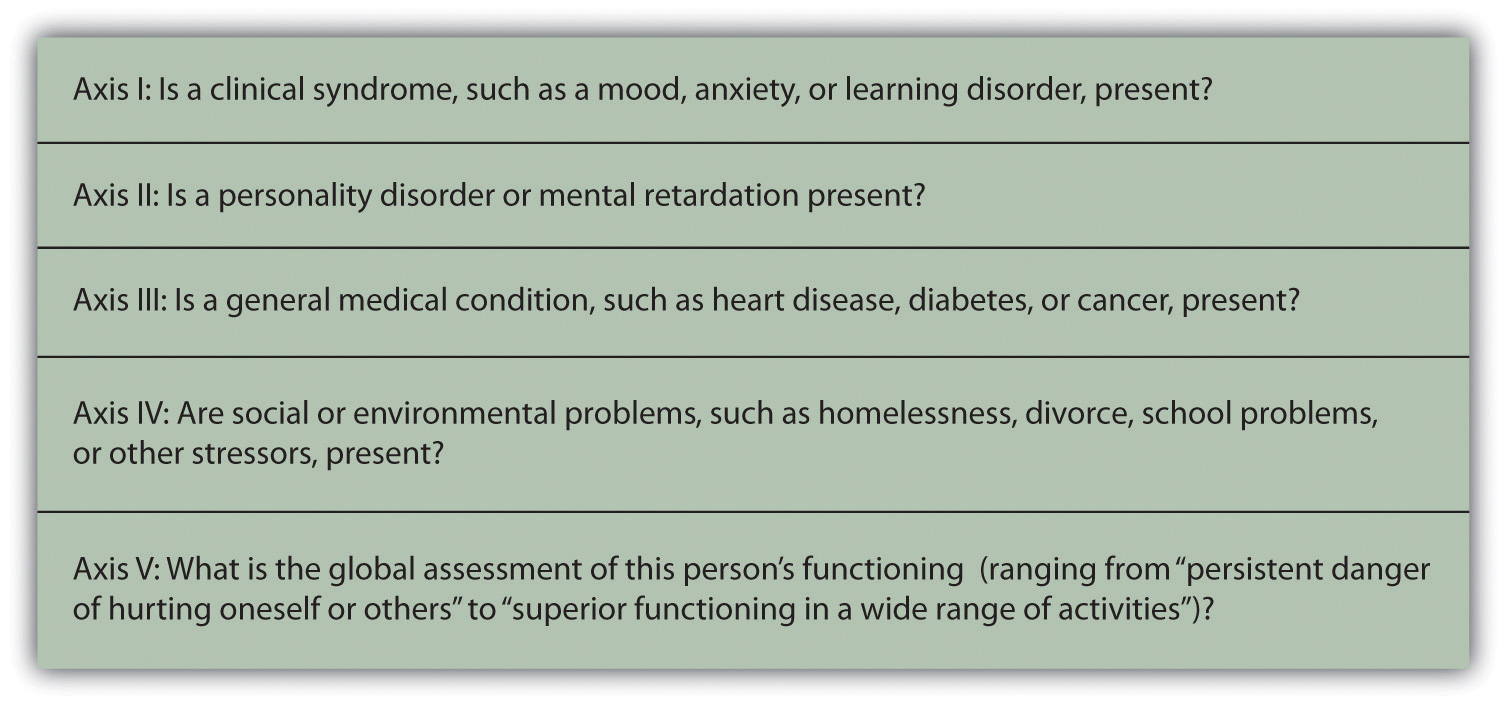 Axis I: Is a clinical syndrome, such as a mood, anxiety, or learning disorder, present?
Axis II: Is a personality disorder or mental retardation present?
Axis III: Is a general medical condition, such as heart disease, diabetes, or cancer, present?
Axis IV: Are social or environmental problems, such as homelessness, divorce, school problems,
or other stressors, present?
Axis V: What is the global assessment of this person’s functioning  (ranging from “persistent danger
of hurting oneself or others” to “superior functioning in a wide range of activities”)?